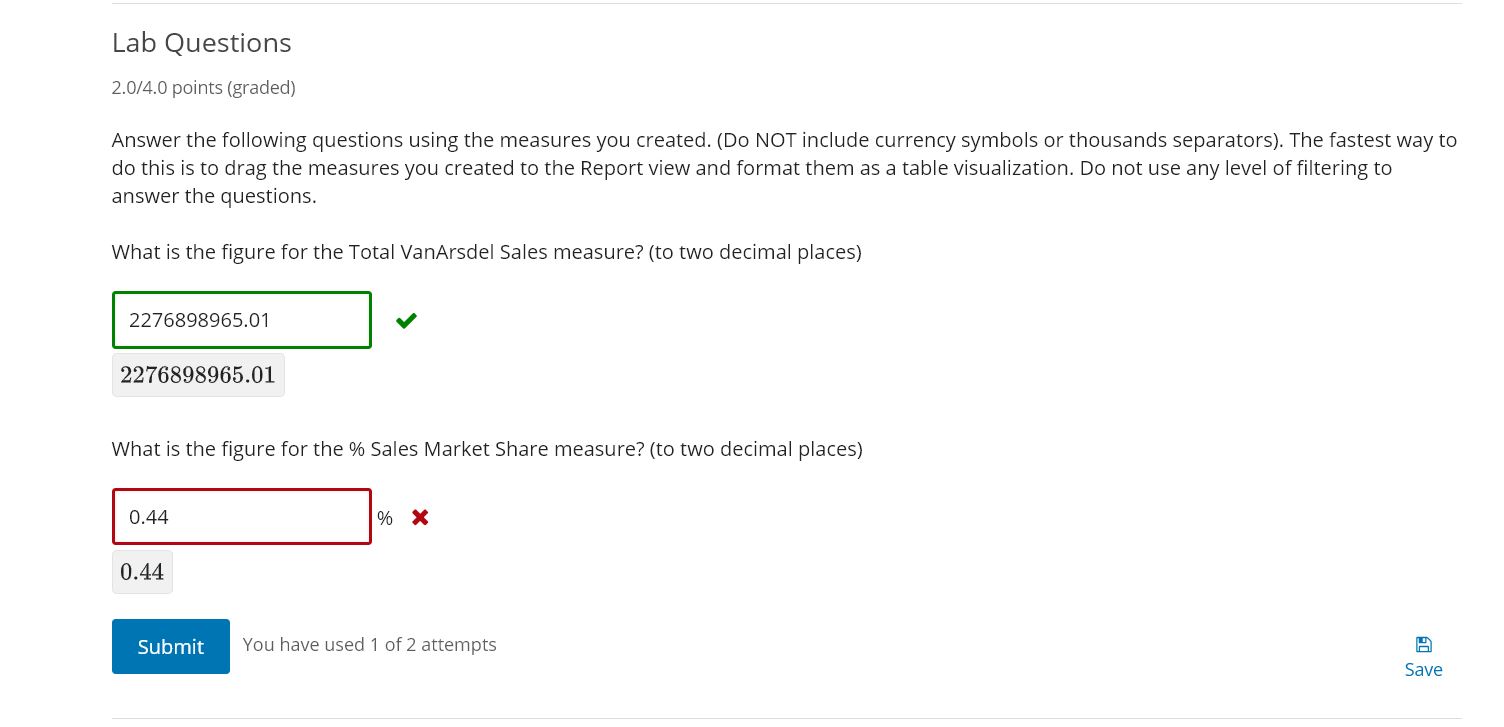 Lab Questions
2.0/4.0 points (graded)
Answer the following questions using the measures you created. (Do NOT include currency symbols or thousands separators). The fastest way to
do this is to drag the measures you created to the Report view and format them as a table visualization. Do not use any level of filtering to
answer the questions.
What is the figure for the Total VanArsdel Sales measure? (to two decimal places)
2276898965.01
2276898965.01
What is the figure for the % Sales Market Share measure? (to two decimal places)
0.44 %
0.44
Submit You have used 1 of 2 attempts
Save